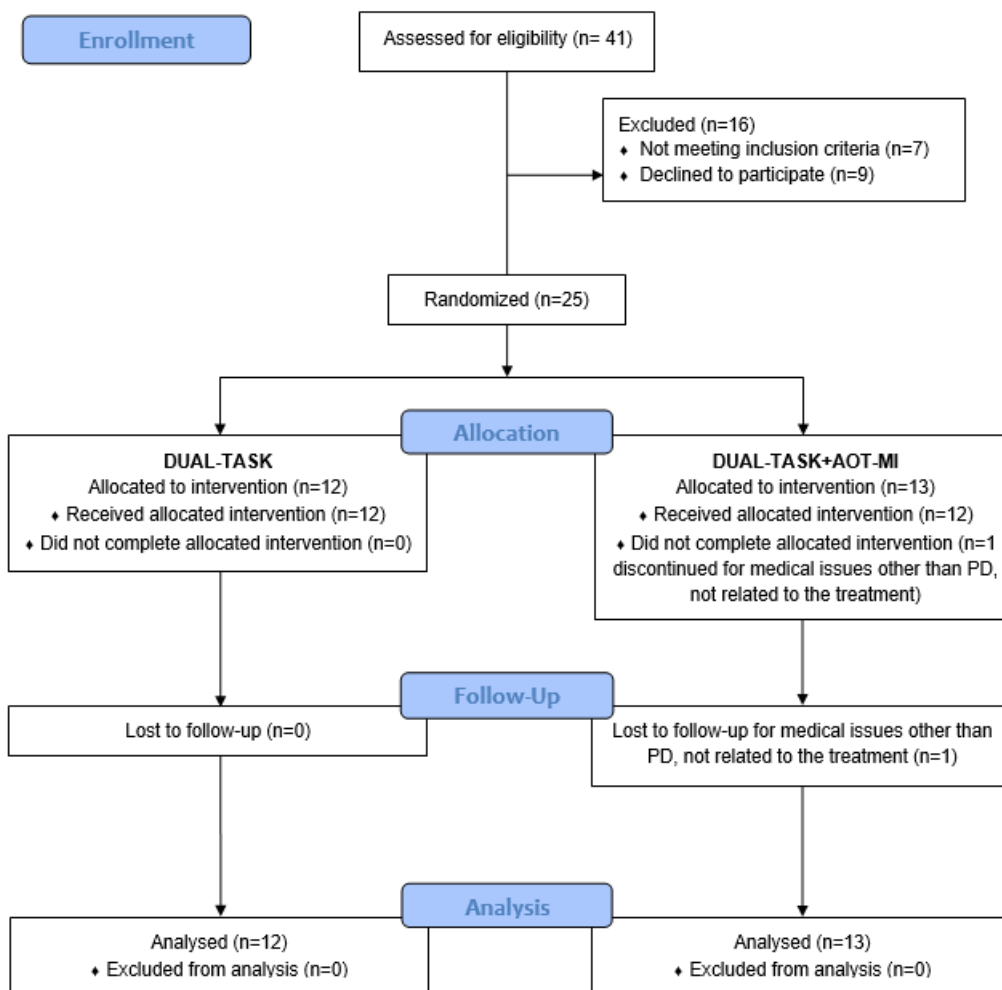 Enrollment
Assessed for eligibility (n= 41)
Excluded (n=16)
♦ Not meeting inclusion criteria (n=7)
♦ Declined to participate (n=9)
Randomized (n=25)
Allocation
DUAL-TASK
Allocated to intervention (n=12)
♦ Received allocated intervention (n=12)
♦ Did not complete allocated intervention (n=0)
DUAL-TASK+AOT-MI
Allocated to intervention (n=13)
♦ Received allocated intervention (n=12)
♦ Did not complete allocated intervention (n=1
discontinued for medical issues other than PD,
not related to the treatment)
Follow-Up
Lost to follow-up (n=0)
Lost to follow-up for medical issues other than
PD, not related to the treatment (n=1)
Analysis
Analysed (n=12)
♦ Excluded from analysis (n=0)
Analysed (n=13)
♦ Excluded from analysis (n=0)